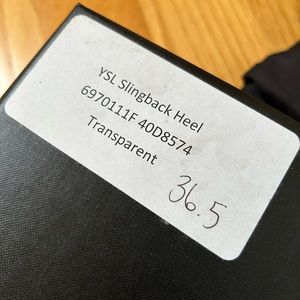 YSL Slingback Heel
6970111F 40D8574
Transparent
36.5